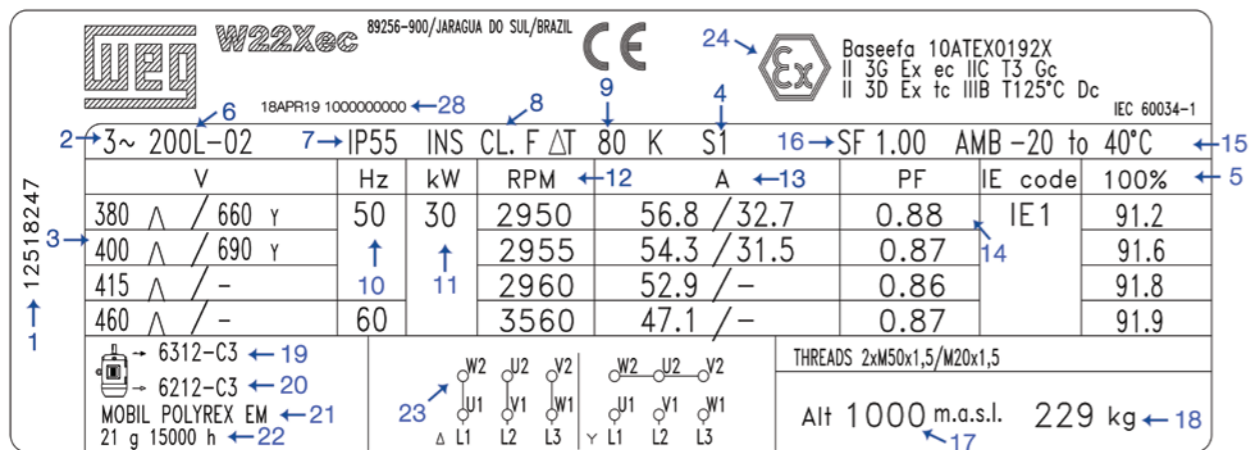 WEG W22Xec 89256-900/JARAGUA DO SUL/BRAZIL CE 24 Ex Baseefa 10ATEX0192X
II 3G Ex ec IIC T3 Gc
II 3D Ex tc IIIB T125°C Dc
6 18APR19 1000000000 28 8 9 4 IEC 60034-1
2 3~ 200L-02 7 IP55 INS CL. F ΔT 80 K S1 16 SF 1.00 AMB -20 to 40°C 15
V Hz kW RPM 12 A 13 PF IE code 100% 5
380 Λ / 660 Y 50 30 2950 56.8 / 32.7 0.88 IE1 91.2
3 400 Λ / 690 Y 2955 54.3 / 31.5 0.87 14 91.6
415 Λ / - 10 11 2960 52.9 / - 0.86 91.8
460 Λ / - 60 3560 47.1 / - 0.87 91.9
1 12518247
6312-C3 19
6212-C3 20
MOBIL POLYREX EM 21
21 g 15000 h 22
W2 U2 V2 W2 U2 V2
23 U1 V1 W1 U1 V1 W1
Δ L1 L2 L3 Y L1 L2 L3
THREADS 2xM50x1,5/M20x1,5
Alt 1000 m.a.s.l. 229 kg 18
17